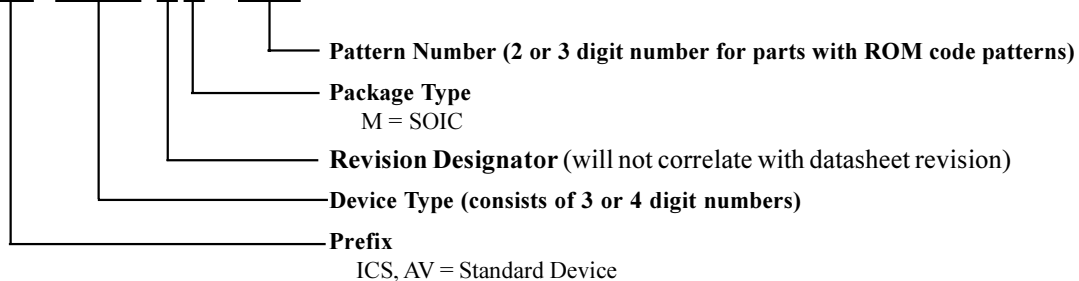 Pattern Number (2 or 3 digit number for parts with ROM code patterns)
Package Type
M = SOIC
Revision Designator (will not correlate with datasheet revision)
Device Type (consists of 3 or 4 digit numbers)
Prefix
ICS, AV = Standard Device